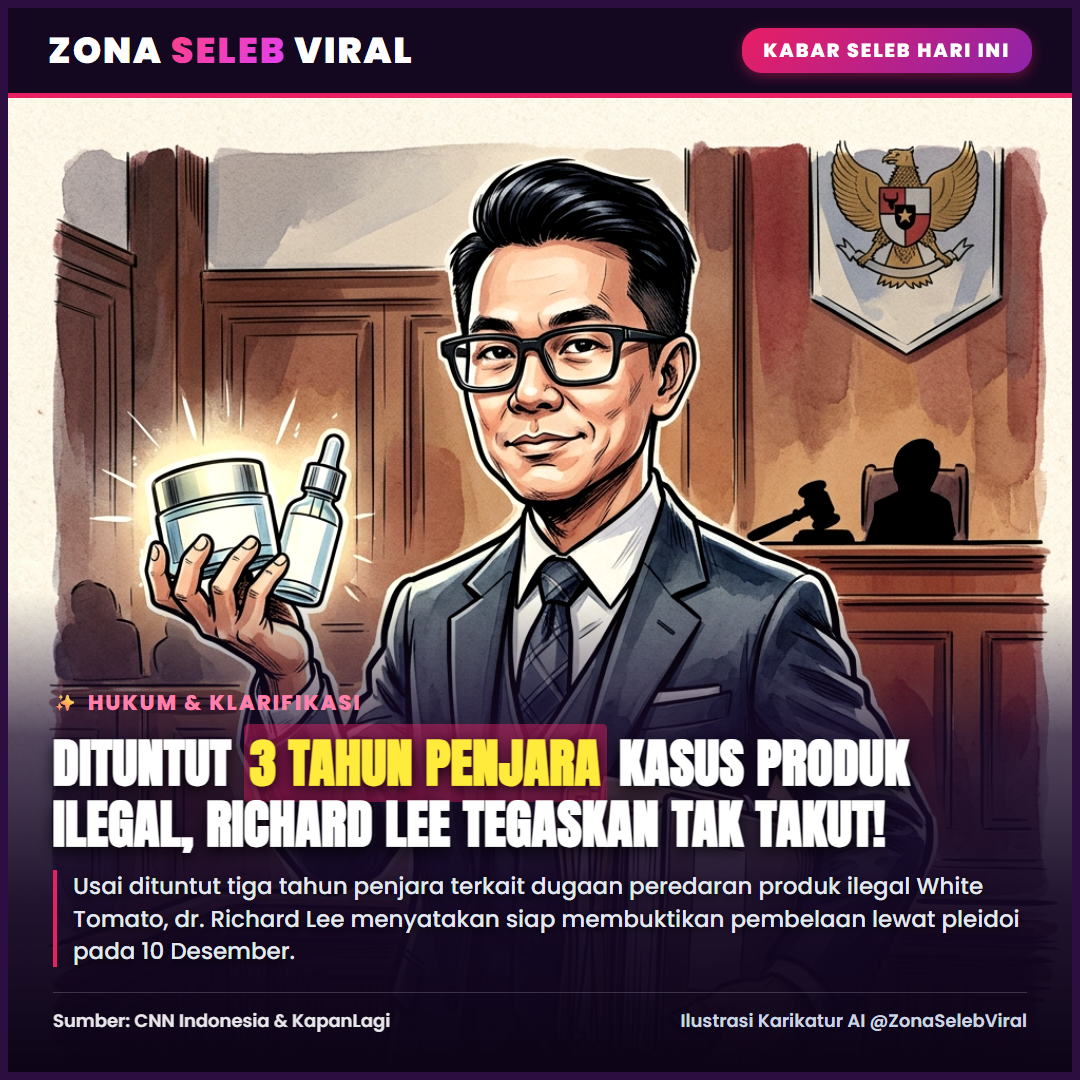 ZONA SELEB VIRAL
KABAR SELEB HARI INI
✨ HUKUM & KLARIFIKASI
DITUNTUT 3 TAHUN PENJARA KASUS PRODUK
ILEGAL, RICHARD LEE TEGASKAN TAK TAKUT!
Usai dituntut tiga tahun penjara terkait dugaan peredaran produk ilegal White
Tomato, dr. Richard Lee menyatakan siap membuktikan pembelaan lewat pleidoi
pada 10 Desember.
Sumber: CNN Indonesia & KapanLagi
Ilustrasi Karikatur AI @ZonaSelebViral